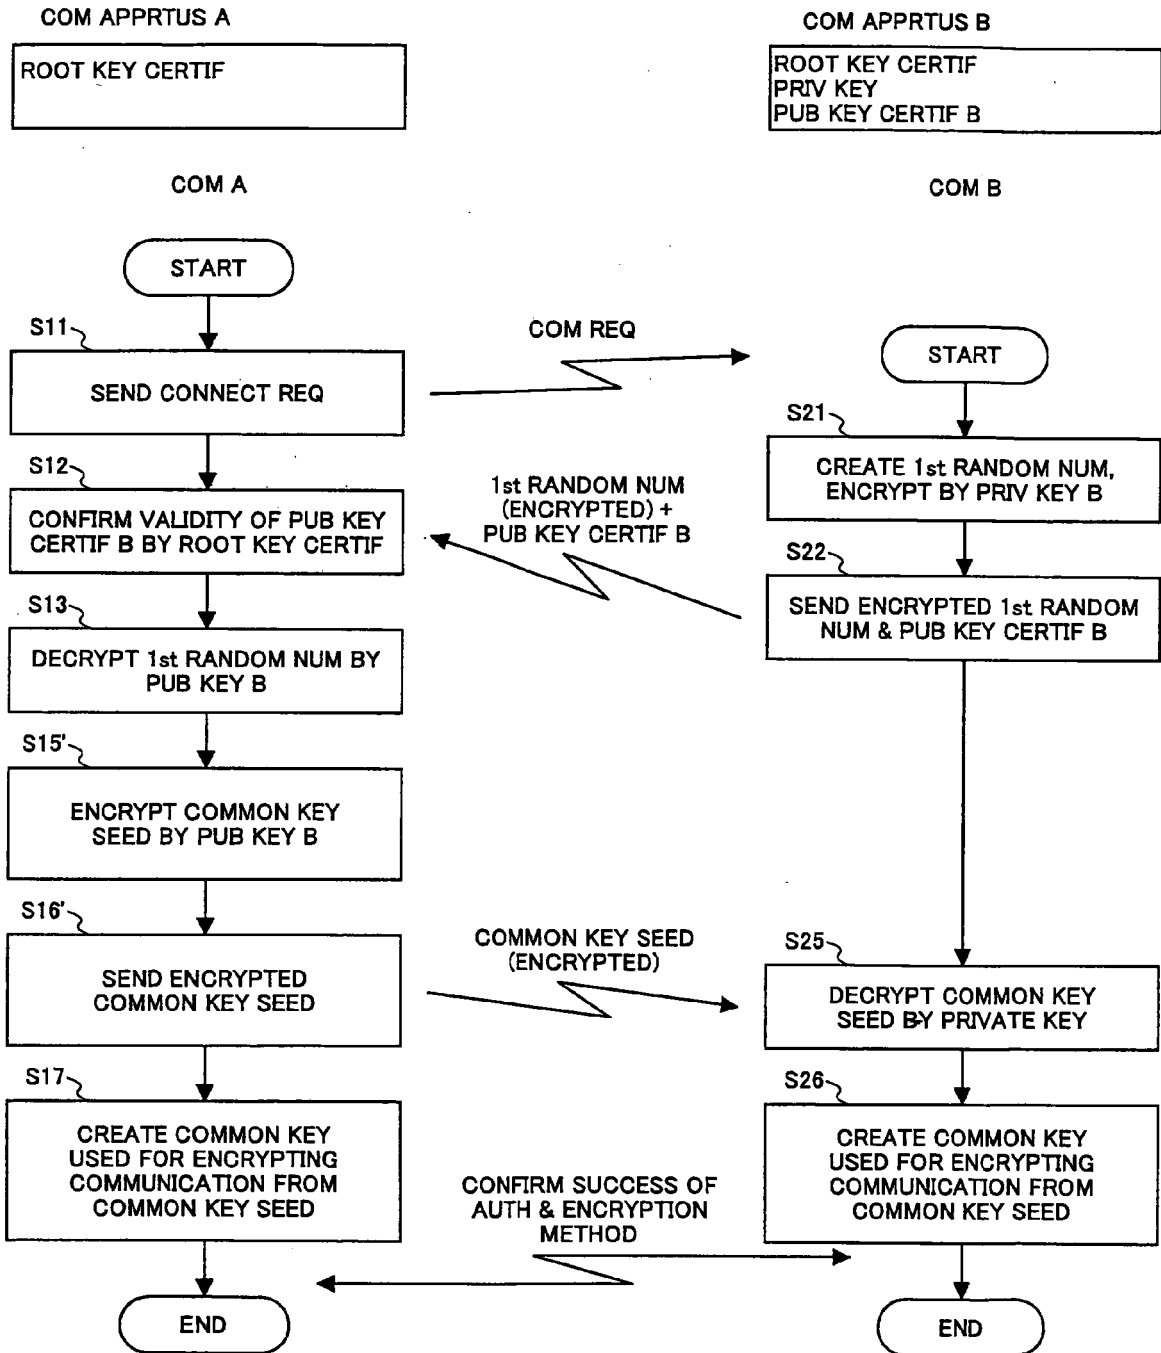 COM APPRTUS A
ROOT KEY CERTIF
COM APPRTUS B
ROOT KEY CERTIF
PRIV KEY
PUB KEY CERTIF B
COM A
COM B
START
S11
SEND CONNECT REQ
COM REQ
START
S21
CREATE 1st RANDOM NUM,
ENCRYPT BY PRIV KEY B
S12
CONFIRM VALIDITY OF PUB KEY
CERTIF B BY ROOT KEY CERTIF
1st RANDOM NUM
(ENCRYPTED) +
PUB KEY CERTIF B
S22
SEND ENCRYPTED 1st RANDOM
NUM & PUB KEY CERTIF B
S13
DECRYPT 1st RANDOM NUM BY
PUB KEY B
S15'
ENCRYPT COMMON KEY
SEED BY PUB KEY B
S16'
SEND ENCRYPTED
COMMON KEY SEED
COMMON KEY SEED
(ENCRYPTED)
S25
DECRYPT COMMON KEY
SEED BY PRIVATE KEY
S17
CREATE COMMON KEY
USED FOR ENCRYPTING
COMMUNICATION FROM
COMMON KEY SEED
S26
CREATE COMMON KEY
USED FOR ENCRYPTING
COMMUNICATION FROM
COMMON KEY SEED
CONFIRM SUCCESS OF
AUTH & ENCRYPTION
METHOD
END
END